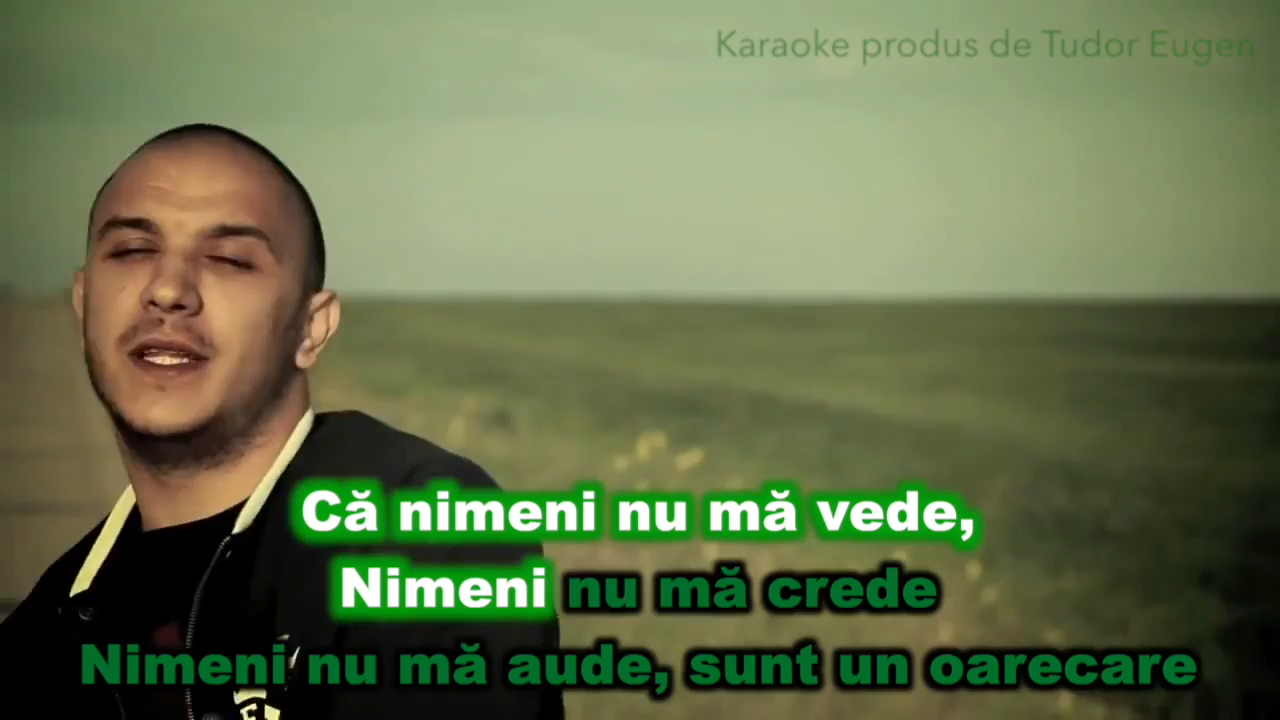 Karaoke produs de Tudor Eugen
Că nimeni nu mă vede,
Nimeni nu mă crede
Nimeni nu mă aude, sunt un oarecare